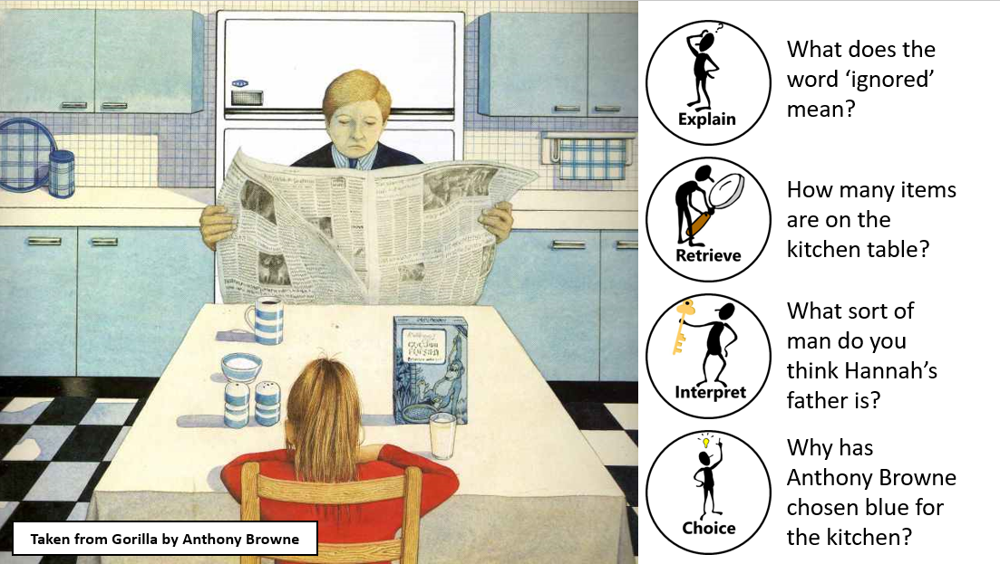 Explain
What does the
word ‘ignored’
mean?
Retrieve
How many items
are on the
kitchen table?
Interpret
What sort of
man do you
think Hannah’s
father is?
Choice
Why has
Anthony Browne
chosen blue for
the kitchen?
Taken from Gorilla by Anthony Browne